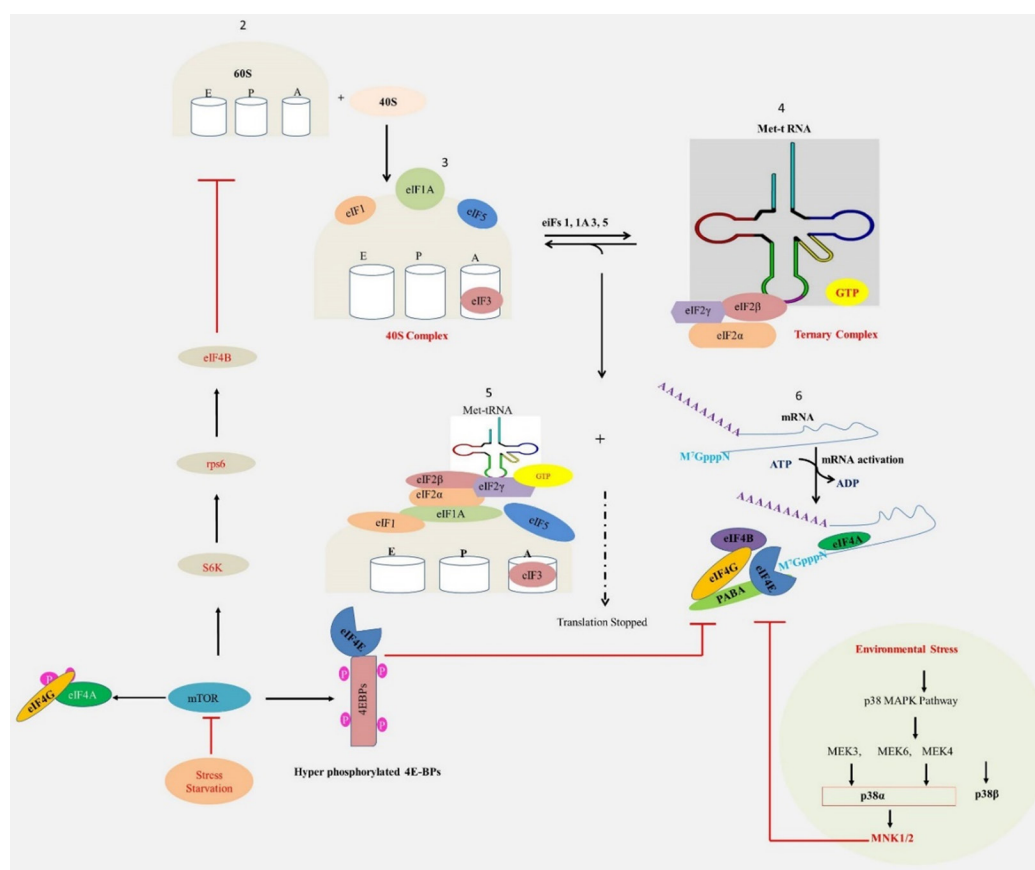 2
60S
E P A
+
40S
3
eIF1A
eIF1
eIF5
E P A
eIF3
40S Complex
eiFs 1, 1A 3, 5
4
Met-t RNA
GTP
eIF2γ
eIF2β
eIF2α
Ternary Complex
eIF4B
rps6
S6K
5
Met-tRNA
eIF2β
eIF2α
eIF2γ
GTP
eIF1A
eIF1
eIF5
E P A
eIF3
+
Translation Stopped
6
AAAAAAAAA
mRNA
M⁷GpppN
ATP
mRNA activation
ADP
AAAAAAAAAA
eIF4B
eIF4A
M⁷GpppN
eIF4G
eIF4E
PABA
eIF4E
P P
4EBPs
P P
Hyper phosphorylated 4E-BPs
P
eIF4G
eIF4A
mTOR
Stress
Starvation
Environmental Stress
p38 MAPK Pathway
MEK3, MEK6, MEK4
p38α
p38β
MNK1/2